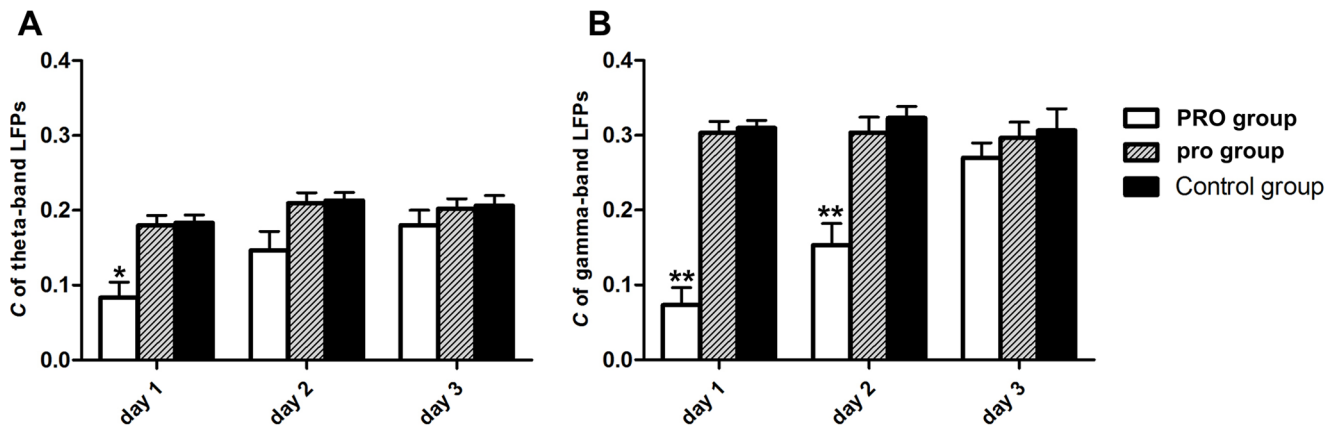 A
C of theta-band LFPs
0.4
0.3
0.2
0.1
0.0
*
day 1
day 2
day 3
B
C of gamma-band LFPs
0.4
0.3
0.2
0.1
0.0
**
**
day 1
day 2
day 3
PRO group
pro group
Control group